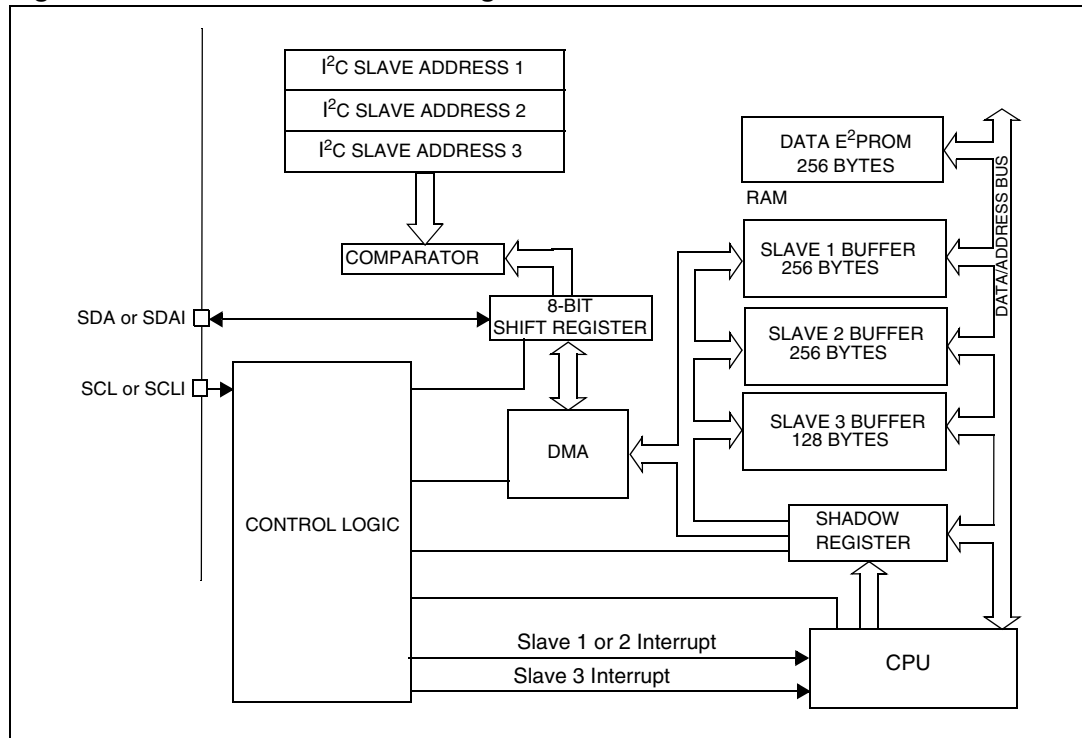 I²C SLAVE ADDRESS 1
I²C SLAVE ADDRESS 2
I²C SLAVE ADDRESS 3
DATA E²PROM
256 BYTES
RAM
DATA/ADDRESS BUS
COMPARATOR
SLAVE 1 BUFFER
256 BYTES
SDA or SDAI
8-BIT
SHIFT REGISTER
SLAVE 2 BUFFER
256 BYTES
SCL or SCLI
DMA
SLAVE 3 BUFFER
128 BYTES
CONTROL LOGIC
SHADOW
REGISTER
Slave 1 or 2 Interrupt
Slave 3 Interrupt
CPU